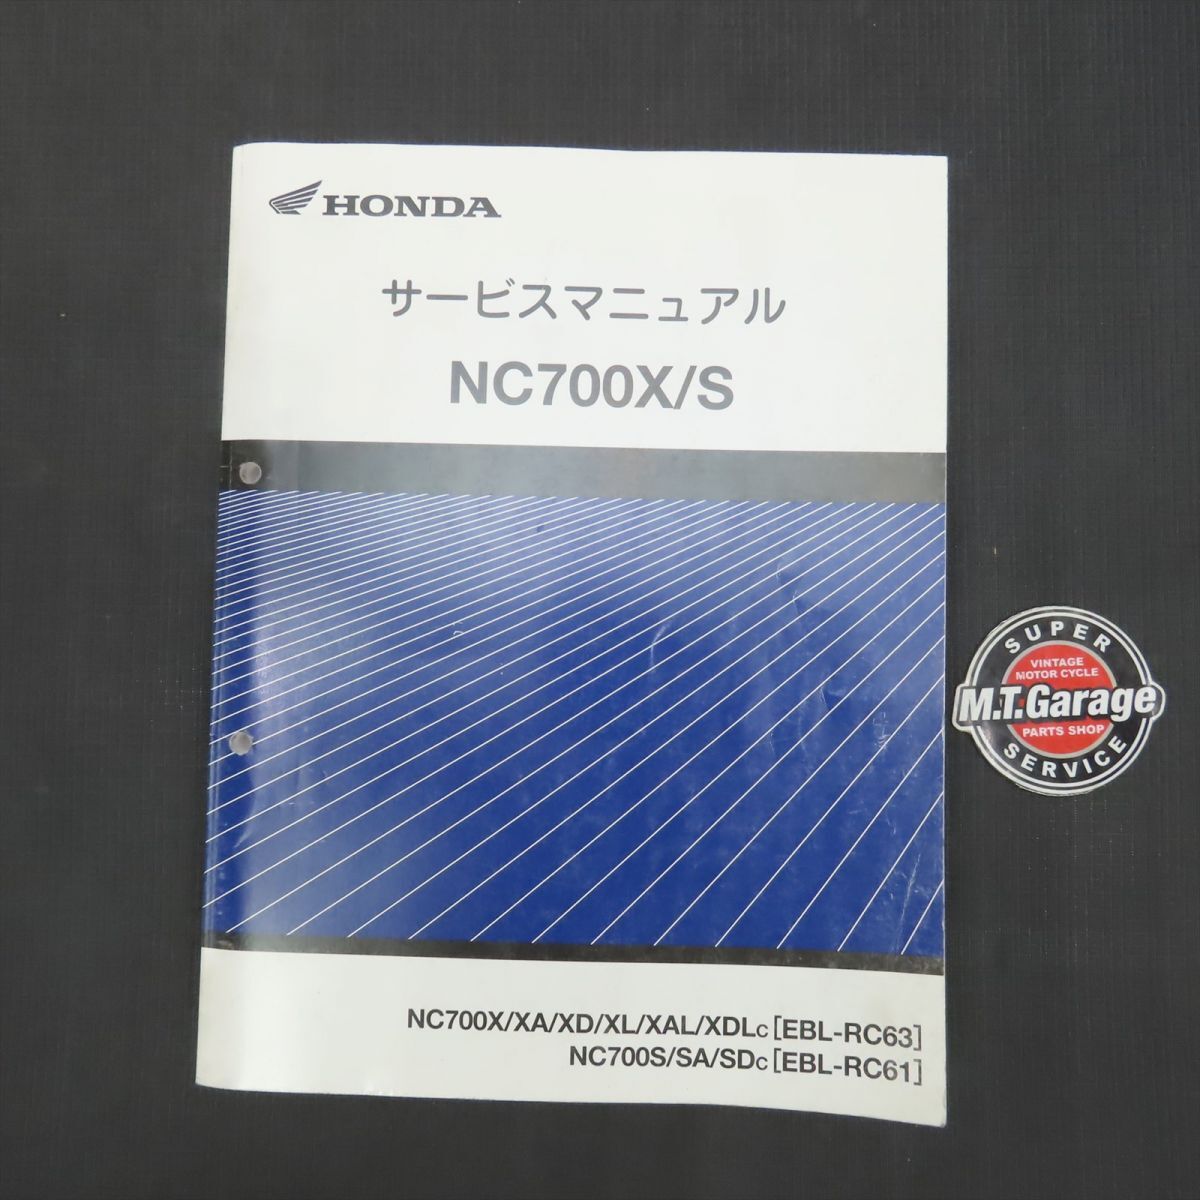 HONDA
サービスマニュアル
NC700X/S
NC700X/XA/XD/XL/XAL/XDLC [EBL-RC63]
NC700S/SA/SDC [EBL-RC61]
SUPER
VINTAGE
MOTOR CYCLE
M.T.Garage
PARTS SHOP
SERVICE